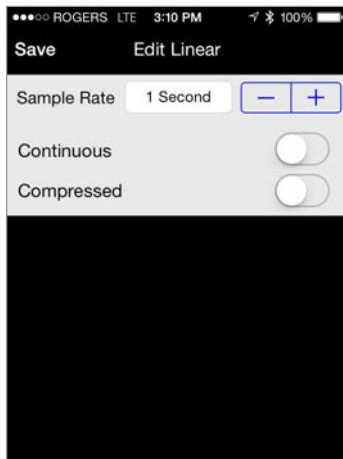 ROGERS LTE 3:10 PM 100%
Save Edit Linear
Sample Rate 1 Second − +
Continuous
Compressed